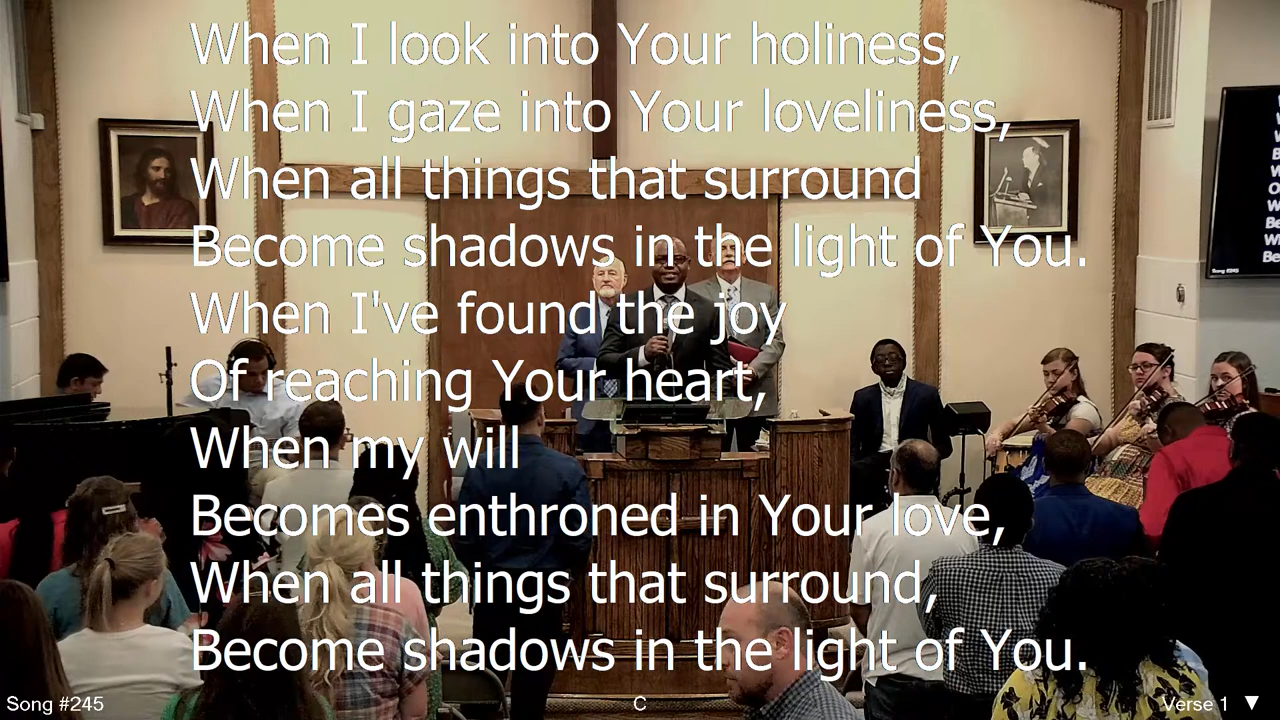 When I look into Your holiness,
When I gaze into Your loveliness,
When all things that surround
Become shadows in the light of You.
When I've found the joy
Of reaching Your heart,
When my will
Becomes enthroned in Your love,
When all things that surround,
Become shadows in the light of You.
Song #245
C
Verse 1 ▼
Song #245